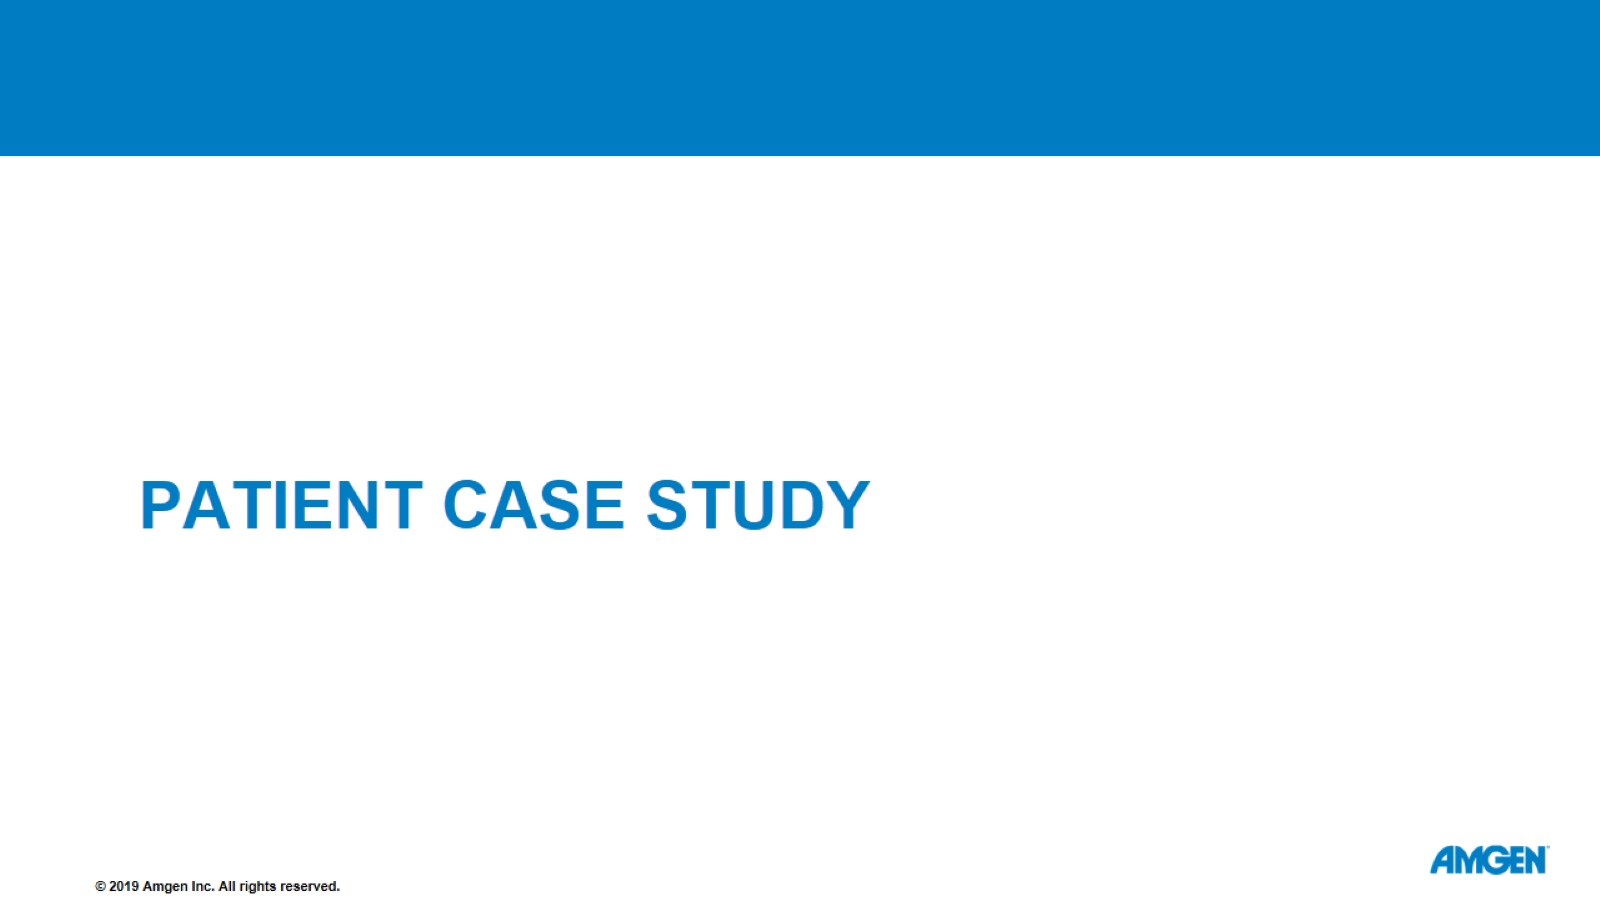 PATIENT CASE STUDY
AMGEN
© 2019 Amgen Inc. All rights reserved.